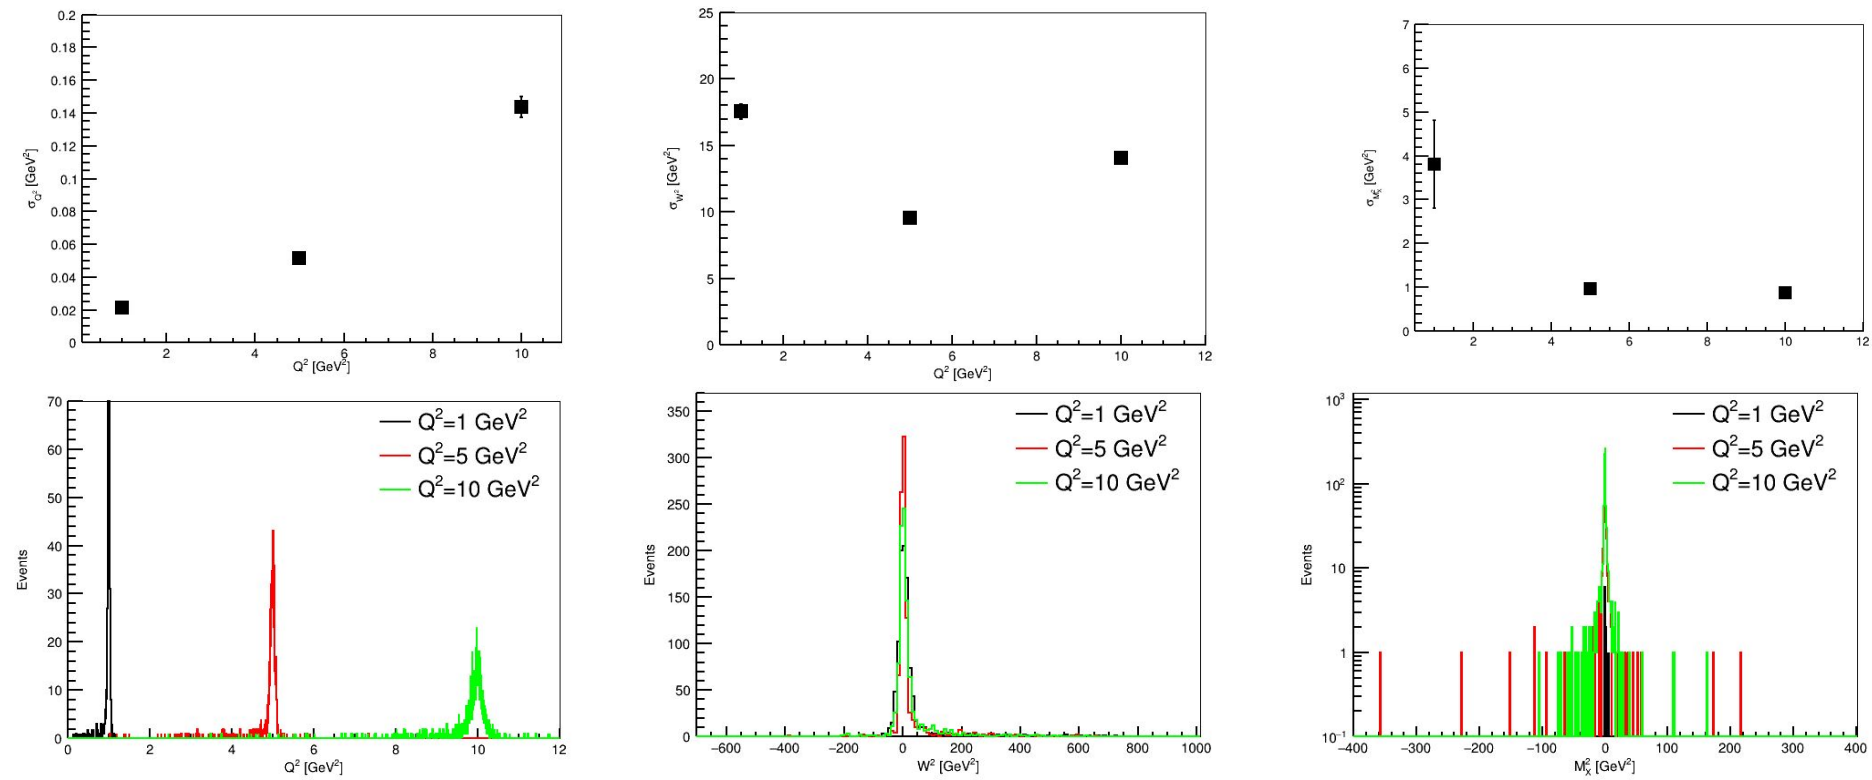 0.2
0.18
0.16
0.14
0.12
0.1
0.08
0.06
0.04
0.02
0
σ_Q² [GeV²]
2 4 6 8 10
Q² [GeV²]
25
20
15
10
5
0
σ_W² [GeV²]
2 4 6 8 10 12
Q² [GeV²]
7
6
5
4
3
2
1
0
σ_M_X² [GeV²]
2 4 6 8 10 12
70
60
50
40
30
20
10
0
Events
Q²=1 GeV²
Q²=5 GeV²
Q²=10 GeV²
0 2 4 6 8 10 12
Q² [GeV²]
350
300
250
200
150
100
50
0
Events
Q²=1 GeV²
Q²=5 GeV²
Q²=10 GeV²
−600 −400 −200 0 200 400 600 800 1000
W² [GeV²]
10³
10²
10
1
10⁻¹
Events
Q²=1 GeV²
Q²=5 GeV²
Q²=10 GeV²
−400 −300 −200 −100 0 100 200 300 400
M_X² [GeV²]